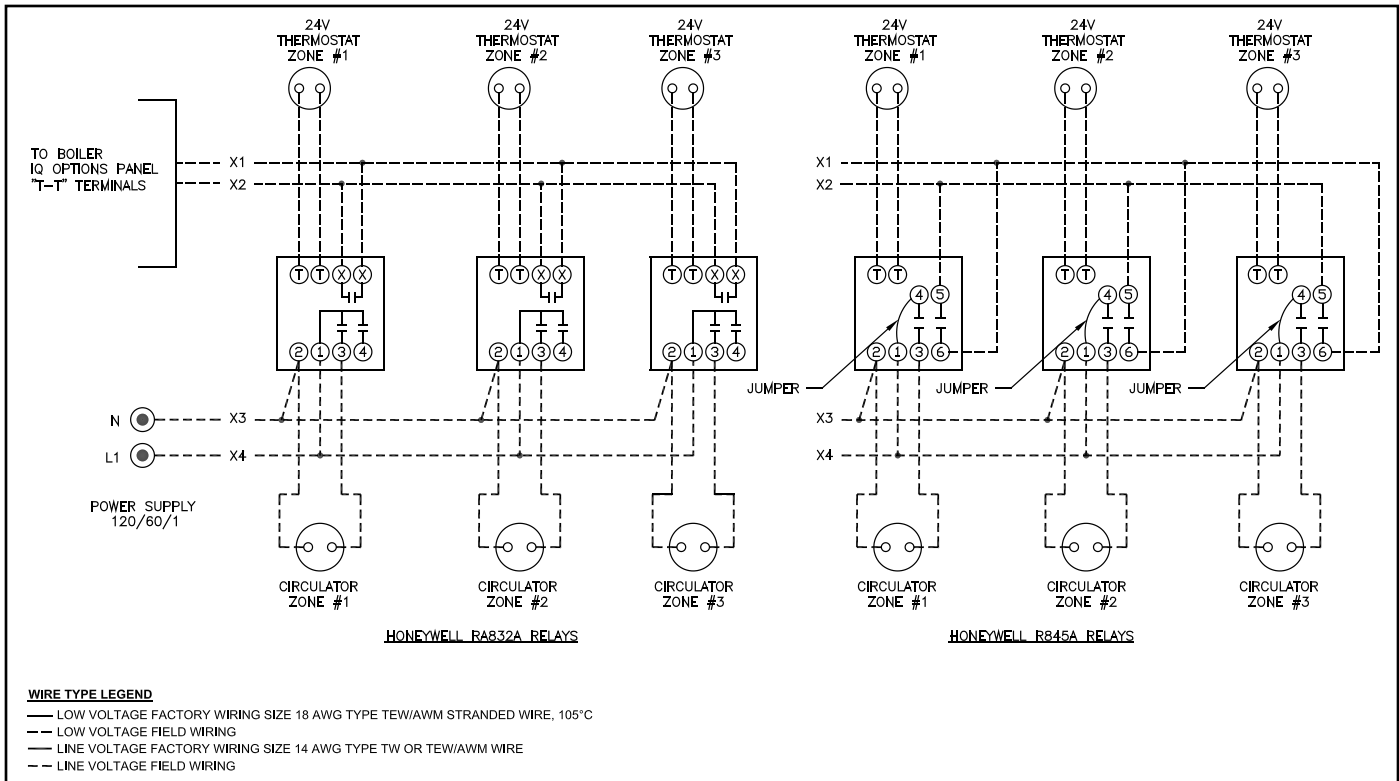 24V
THERMOSTAT
ZONE #1
24V
THERMOSTAT
ZONE #2
24V
THERMOSTAT
ZONE #3
24V
THERMOSTAT
ZONE #1
24V
THERMOSTAT
ZONE #2
24V
THERMOSTAT
ZONE #3
TO BOILER
IQ OPTIONS PANEL
"T-T" TERMINALS
X1
X2
X1
X2
T T X X
T T X X
T T X X
T T
T T
T T
4 5
4 5
4 5
2 1 3 4
2 1 3 4
2 1 3 4
2 1 3 6
2 1 3 6
2 1 3 6
JUMPER
JUMPER
JUMPER
N
X3
X3
L1
X4
X4
POWER SUPPLY
120/60/1
CIRCULATOR
ZONE #1
CIRCULATOR
ZONE #2
CIRCULATOR
ZONE #3
CIRCULATOR
ZONE #1
CIRCULATOR
ZONE #2
CIRCULATOR
ZONE #3
HONEYWELL RA832A RELAYS
HONEYWELL R845A RELAYS
WIRE TYPE LEGEND
LOW VOLTAGE FACTORY WIRING SIZE 18 AWG TYPE TEW/AWM STRANDED WIRE, 105°C
LOW VOLTAGE FIELD WIRING
LINE VOLTAGE FACTORY WIRING SIZE 14 AWG TYPE TW OR TEW/AWM WIRE
LINE VOLTAGE FIELD WIRING